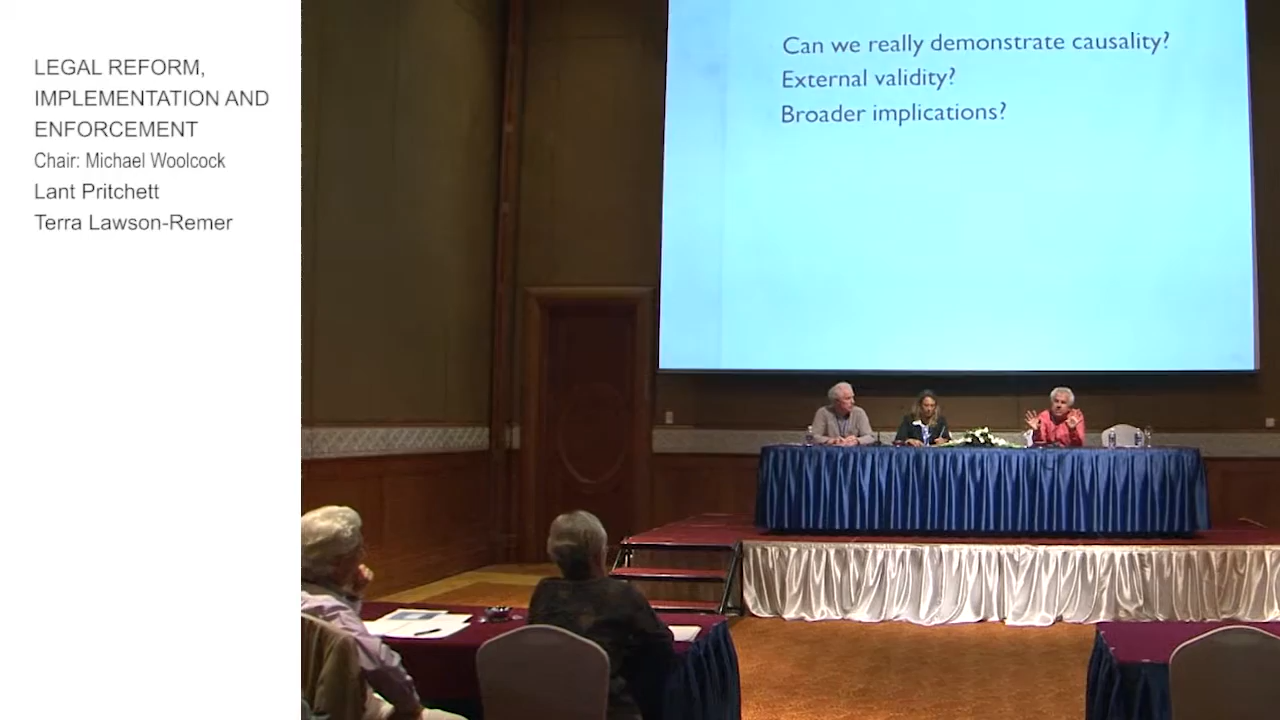 LEGAL REFORM,
IMPLEMENTATION AND
ENFORCEMENT
Chair: Michael Woolcock
Lant Pritchett
Terra Lawson-Remer
Can we really demonstrate causality?
External validity?
Broader implications?